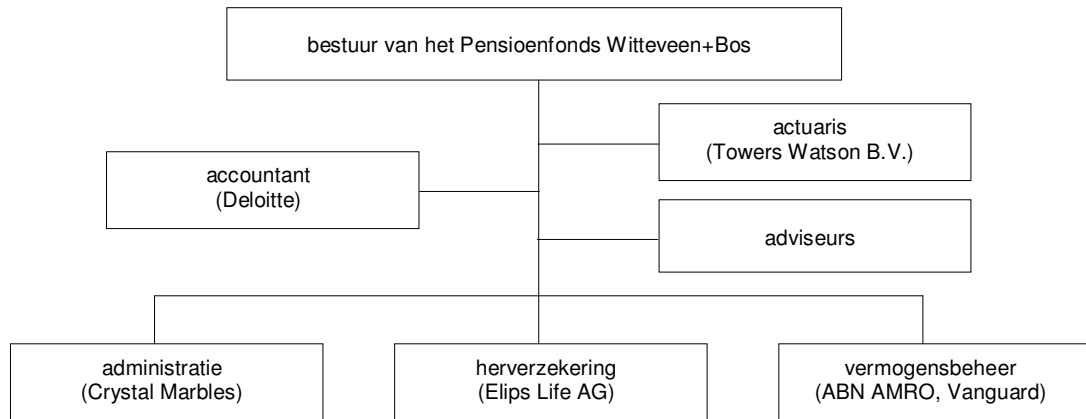 bestuur van het Pensioenfonds Witteveen+Bos
actuaris
(Towers Watson B.V.)
accountant
(Deloitte)
adviseurs
administratie
(Crystal Marbles)
herverzekering
(Elips Life AG)
vermogensbeheer
(ABN AMRO, Vanguard)